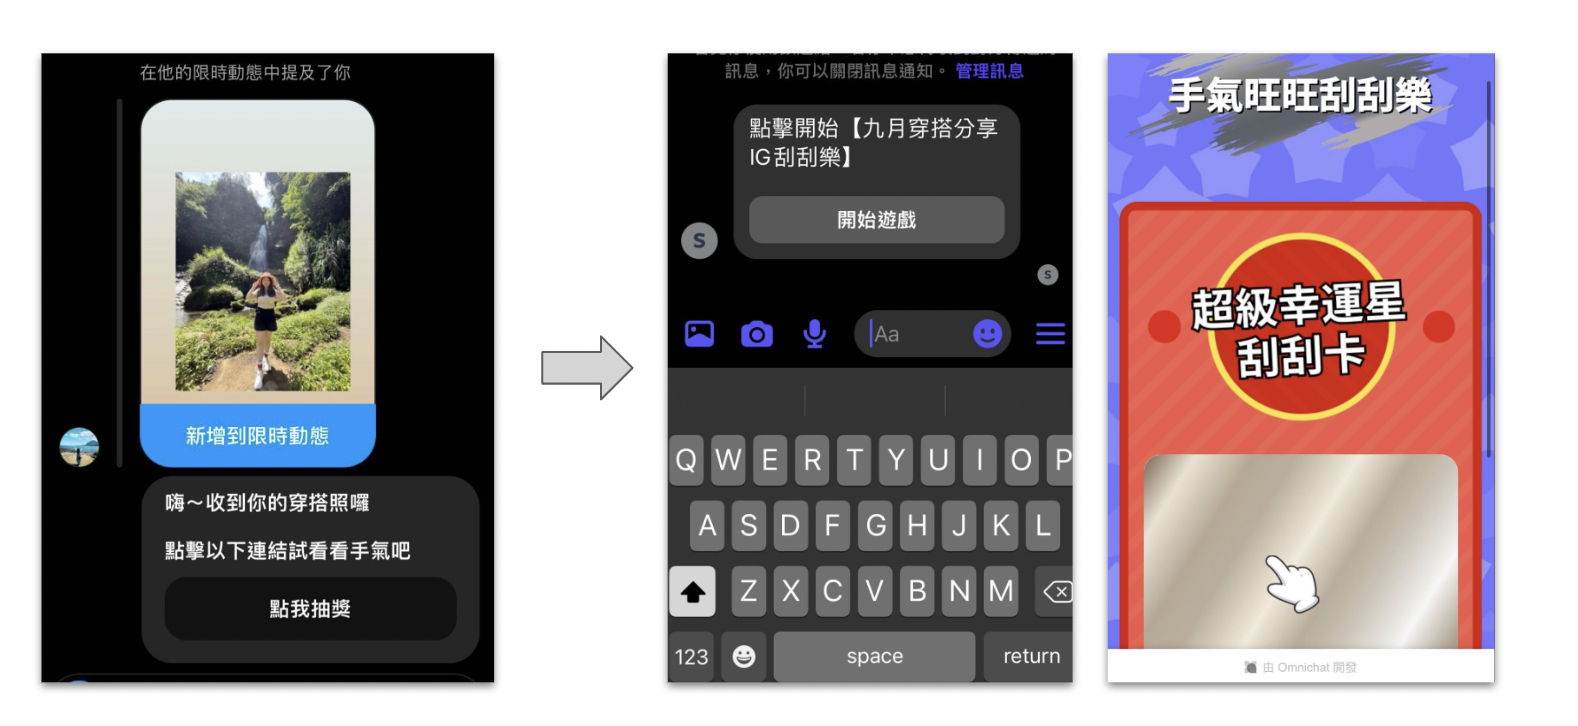 在他的限時動態中提及了你
新增到限時動態
嗨～收到你的穿搭照囉
點擊以下連結試看看手氣吧
點我抽獎
訊息，你可以關閉訊息通知。管理訊息
點擊開始【九月穿搭分享
IG刮刮樂】
開始遊戲
S
S
Aa
Q W E R T Y U I O P
A S D F G H J K L
Z X C V B N M
123 space return
手氣旺旺刮刮樂
超級幸運星
刮刮卡
由 Omnichat 開發